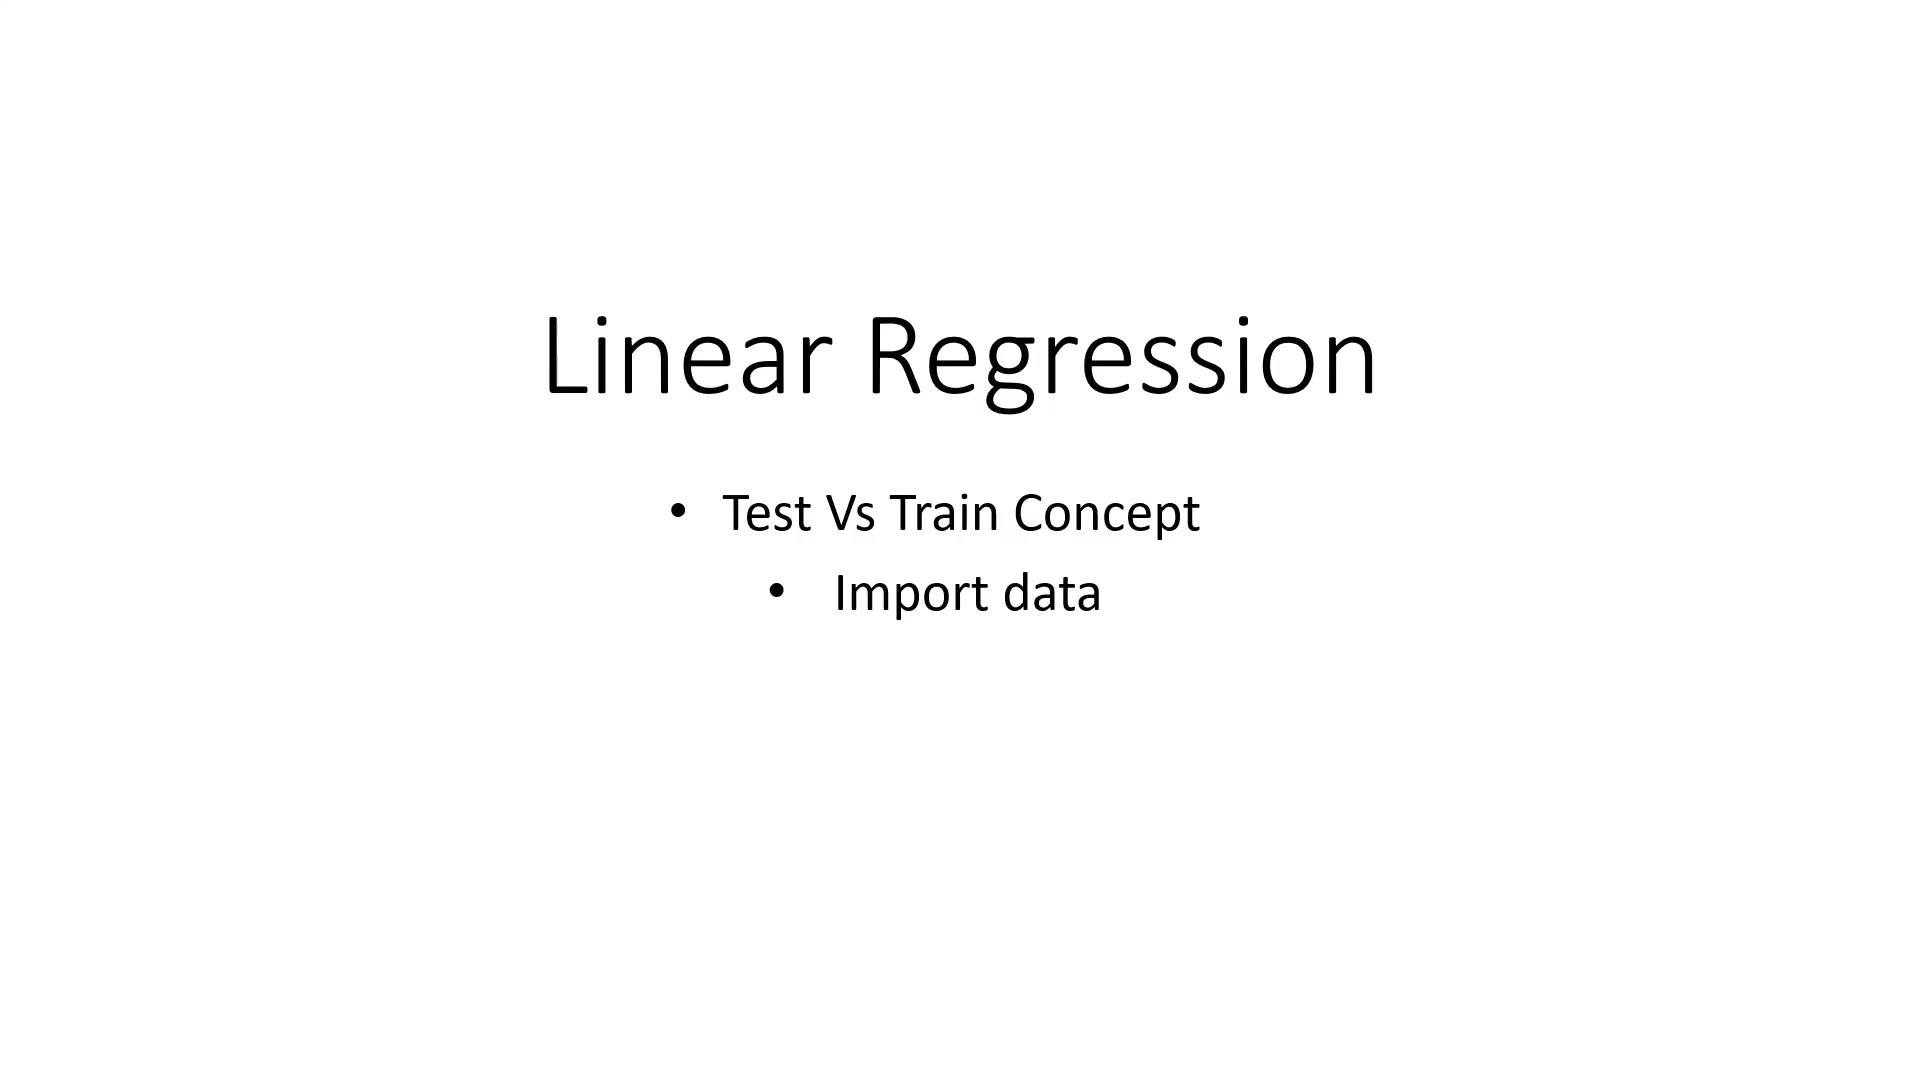 Linear Regression
• Test Vs Train Concept
• Import data